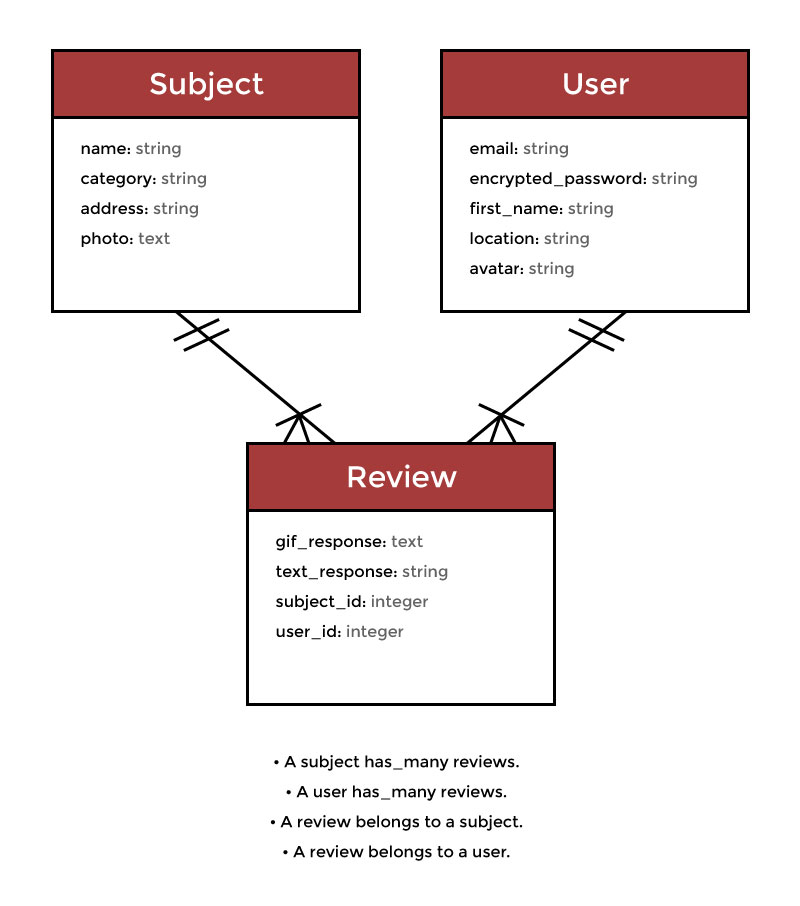 Subject
name: string
category: string
address: string
photo: text
User
email: string
encrypted_password: string
first_name: string
location: string
avatar: string
Review
gif_response: text
text_response: string
subject_id: integer
user_id: integer
• A subject has_many reviews.
• A user has_many reviews.
• A review belongs to a subject.
• A review belongs to a user.